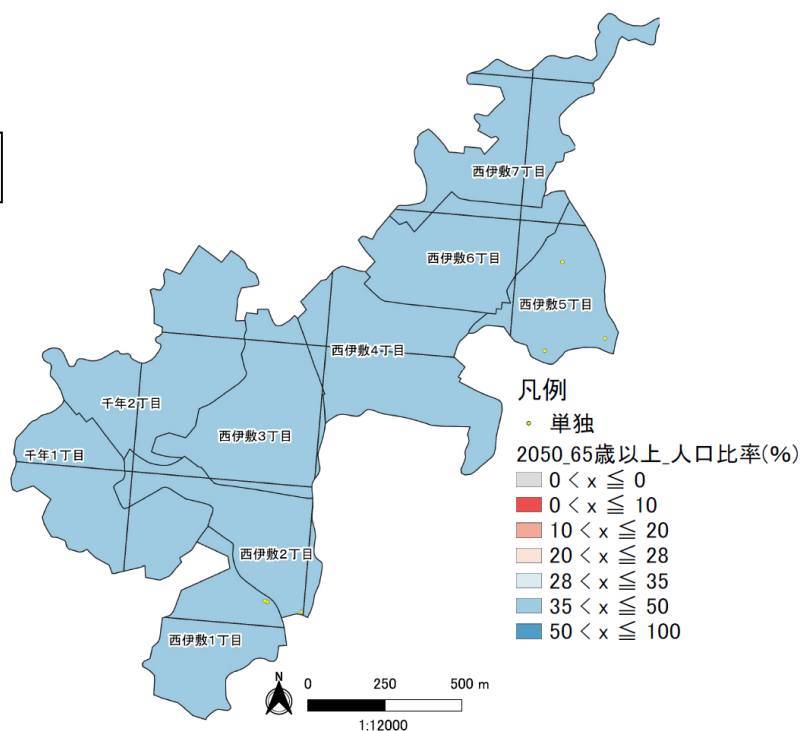 西伊敷7丁目
西伊敷6丁目
西伊敷5丁目
西伊敷4丁目
千年2丁目
西伊敷3丁目
千年1丁目
西伊敷2丁目
西伊敷1丁目
凡例
単独
2050_65歳以上_人口比率(%)
0 < x ≦ 0
0 < x ≦ 10
10 < x ≦ 20
20 < x ≦ 28
28 < x ≦ 35
35 < x ≦ 50
50 < x ≦ 100
N
0 250 500 m
1:12000